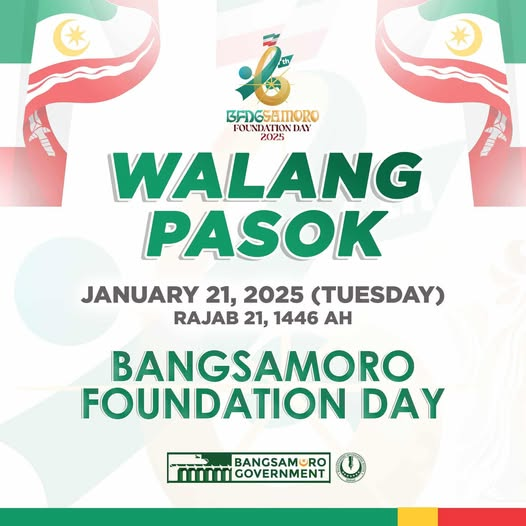 6th
BANGSAMORO
FOUNDATION DAY
2025
WALANG
PASOK
JANUARY 21, 2025 (TUESDAY)
RAJAB 21, 1446 AH
BANGSAMORO
FOUNDATION DAY
BANGSAMORO
GOVERNMENT